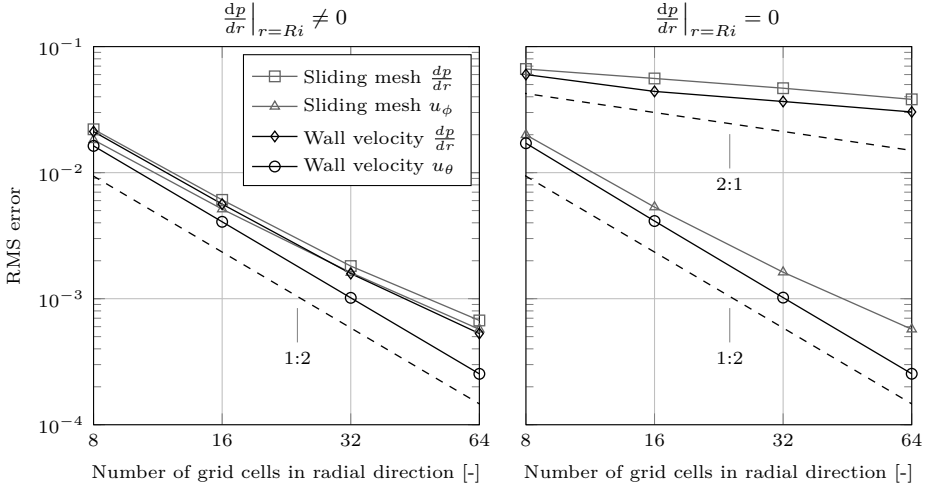 dp/dr|r=Ri ≠ 0
dp/dr|r=Ri = 0
RMS error
10−1
10−2
10−3
10−4
Sliding mesh dp/dr
Sliding mesh uϕ
Wall velocity dp/dr
Wall velocity uθ
1:2
8 16 32 64
Number of grid cells in radial direction [-]
2:1
1:2
8 16 32 64
Number of grid cells in radial direction [-]